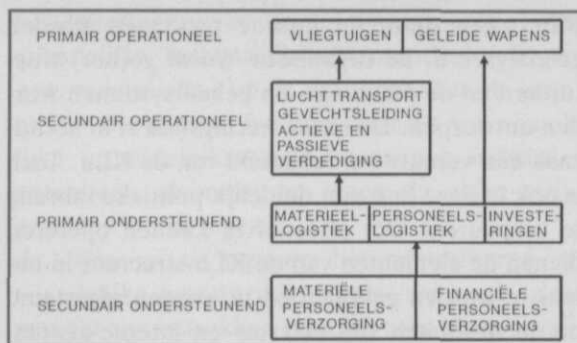 PRIMAIR OPERATIONEEL
VLIEGTUIGEN
GELEIDE WAPENS
SECUNDAIR OPERATIONEEL
LUCHTTRANSPORT
GEVECHTSLEIDING
ACTIEVE EN
PASSIEVE
VERDEDIGING
PRIMAIR ONDERSTEUNEND
MATERIEEL-
LOGISTIEK
PERSONEELS-
LOGISTIEK
INVESTE-
RINGEN
SECUNDAIR ONDERSTEUNEND
MATERIËLE
PERSONEELS-
VERZORGING
FINANCIËLE
PERSONEELS-
VERZORGING